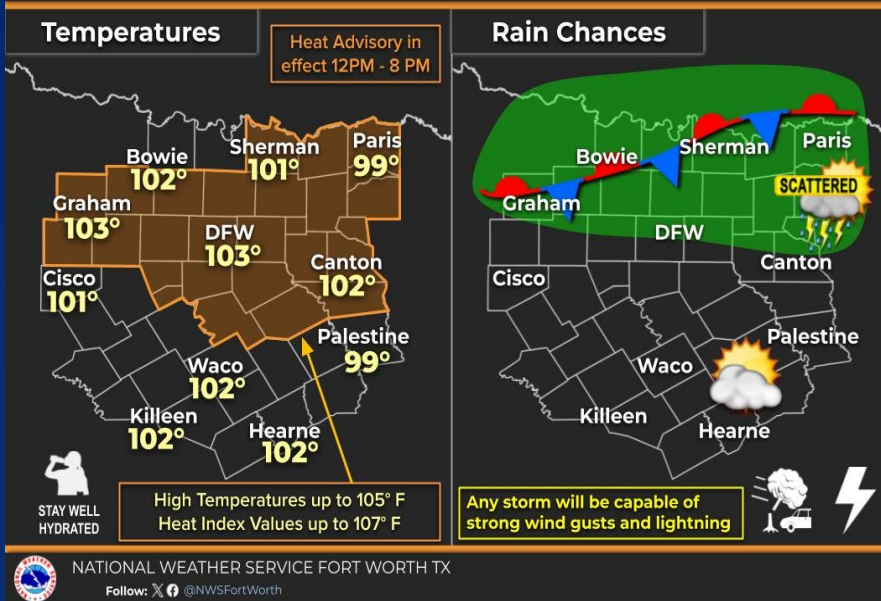 Temperatures
Heat Advisory in
effect 12PM - 8 PM
Bowie
102°
Sherman
101°
Paris
99°
Graham
103°
DFW
103°
Canton
102°
Cisco
101°
Palestine
99°
Waco
102°
Killeen
102°
Hearne
102°
STAY WELL
HYDRATED
High Temperatures up to 105° F
Heat Index Values up to 107° F
Rain Chances
Bowie
Sherman
Paris
SCATTERED
Graham
DFW
Canton
Cisco
Palestine
Waco
Killeen
Hearne
Any storm will be capable of
strong wind gusts and lightning
NATIONAL WEATHER SERVICE FORT WORTH TX
Follow: @NWSFortWorth